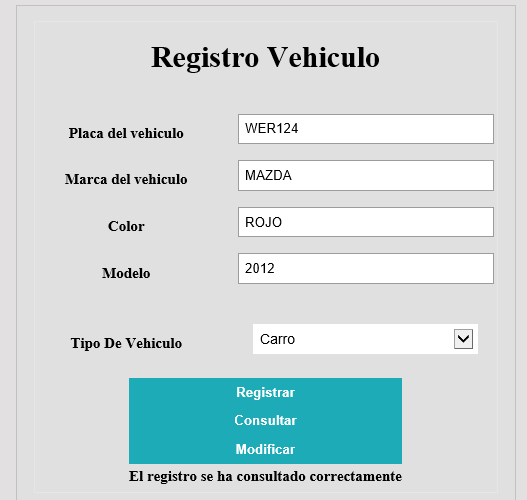 Registro Vehiculo
Placa del vehiculo WER124
Marca del vehiculo MAZDA
Color ROJO
Modelo 2012
Tipo De Vehiculo Carro
Registrar
Consultar
Modificar
El registro se ha consultado correctamente